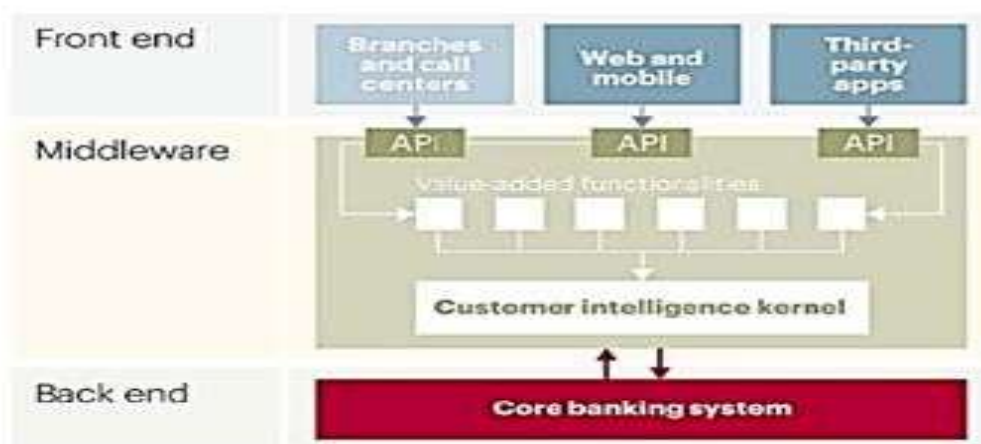 Front end
Branches
and call
centers
Web and
mobile
Third-
party
apps
Middleware
API
API
API
Value-added functionalities
Customer intelligence kernel
Back end
Core banking system